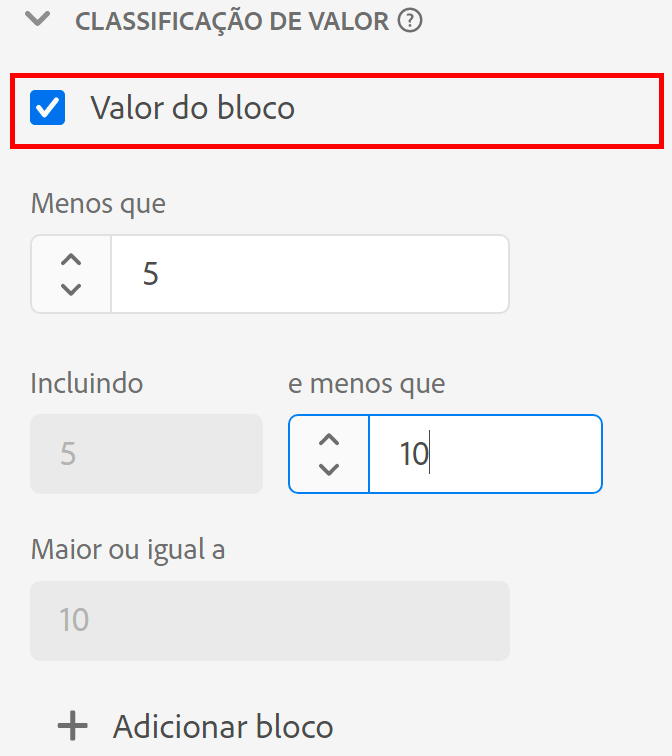 CLASSIFICAÇÃO DE VALOR ?
Valor do bloco
Menos que
5
Incluindo e menos que
5 10
Maior ou igual a
10
+ Adicionar bloco